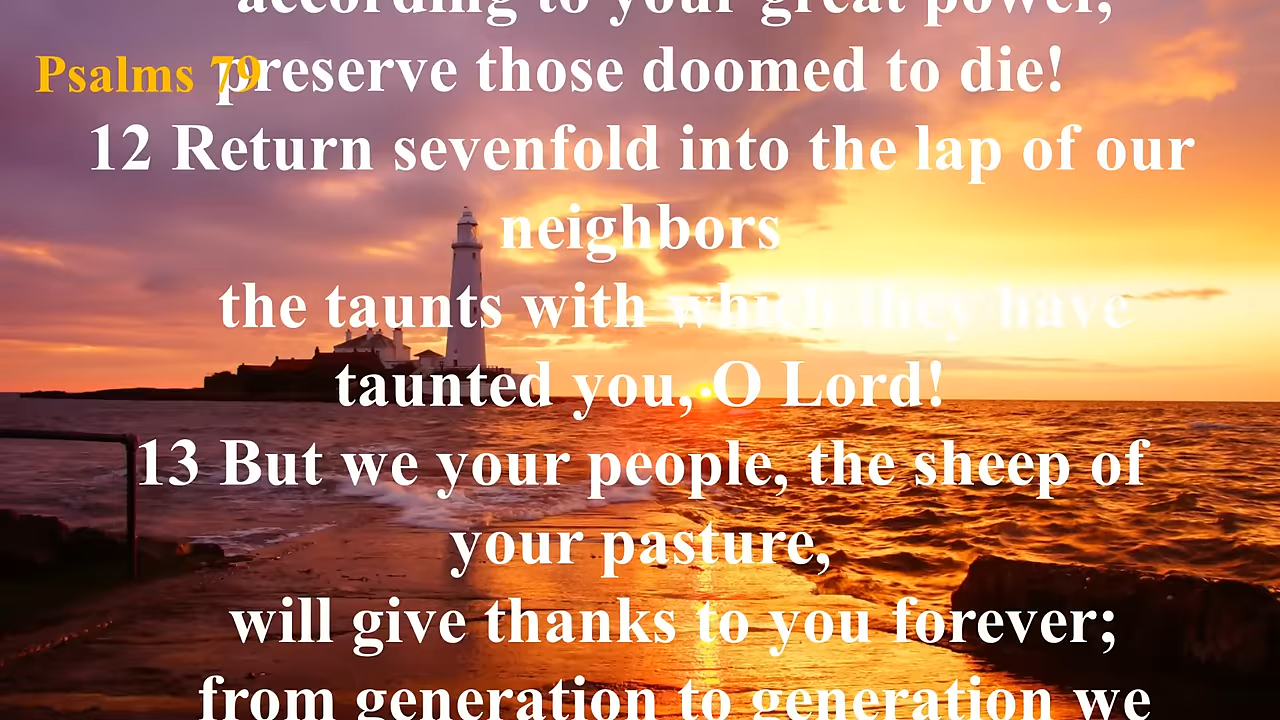 according to your great power,
Psalms 79
preserve those doomed to die!
12 Return sevenfold into the lap of our
neighbors
the taunts with which they have
taunted you, O Lord!
13 But we your people, the sheep of
your pasture,
will give thanks to you forever;
from generation to generation we